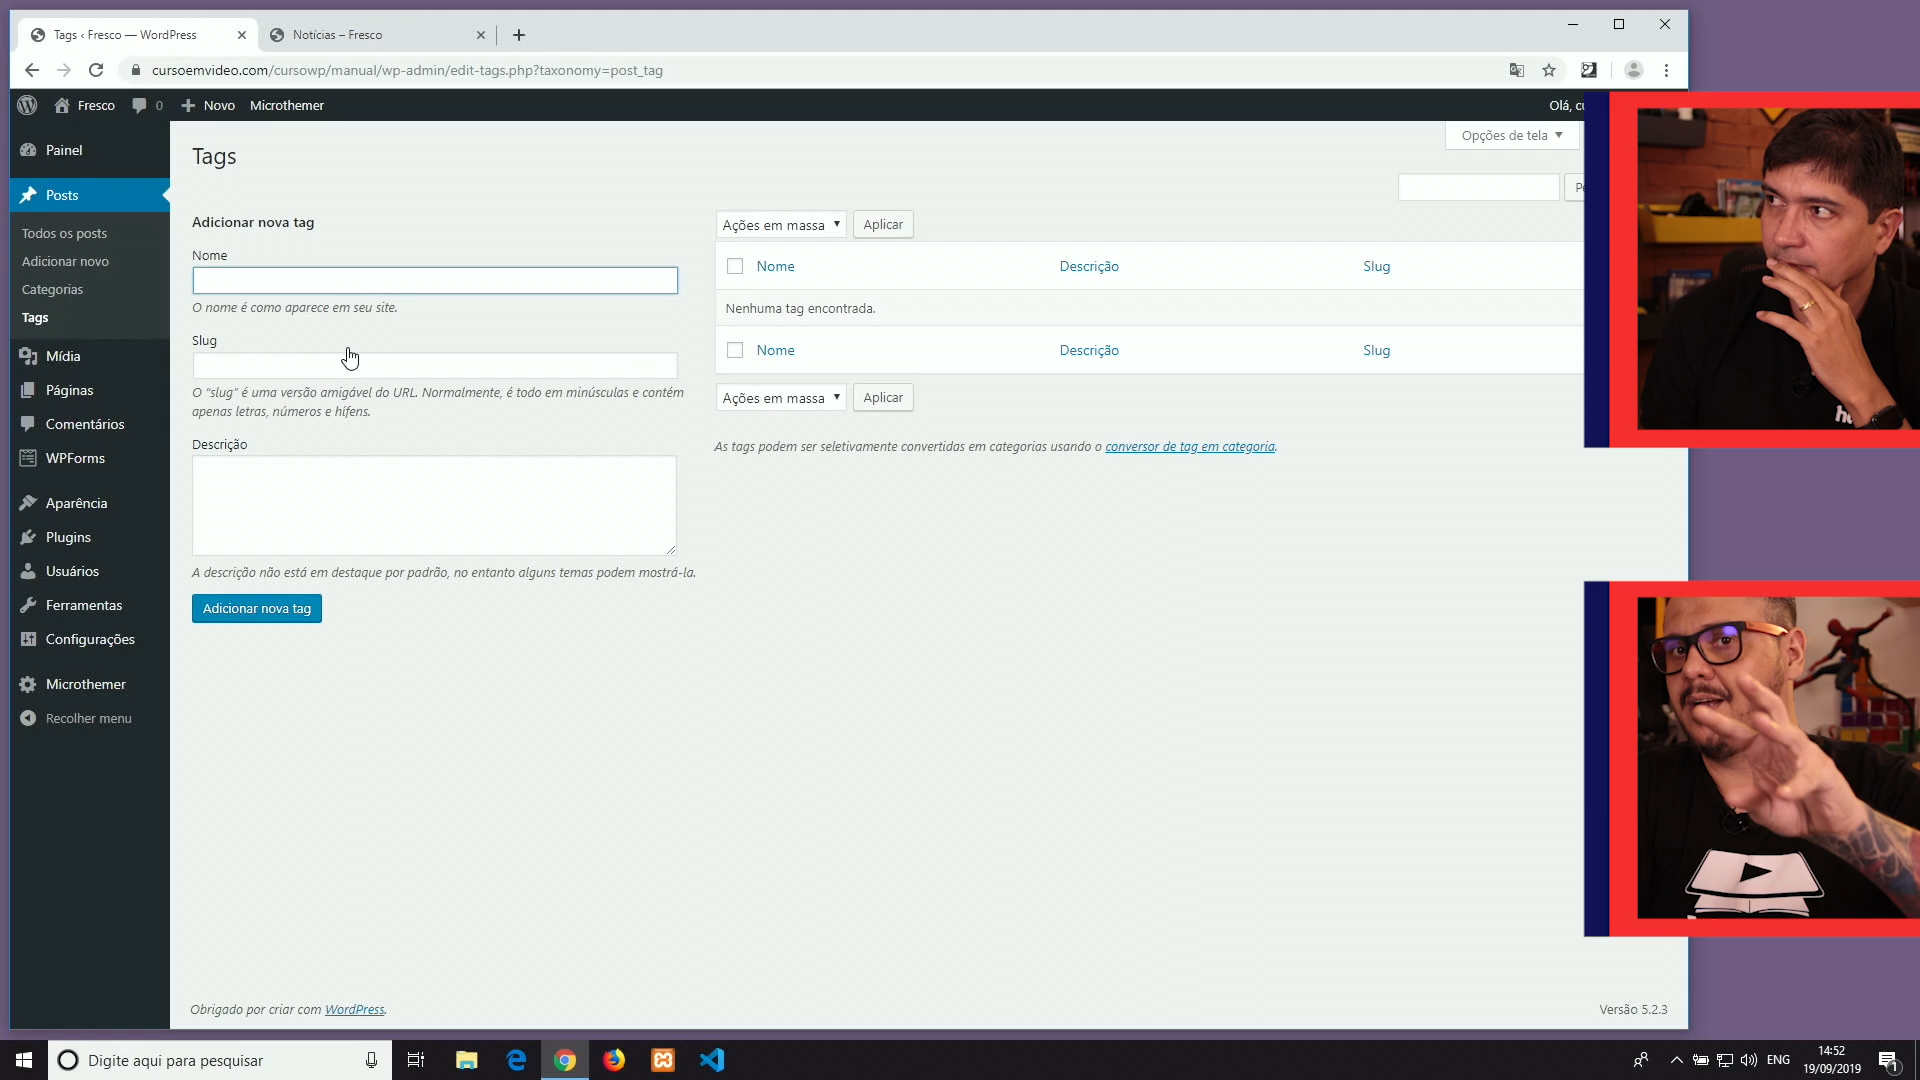 Tags ‹ Fresco — WordPress
Notícias – Fresco
cursoemvideo.com/cursowp/manual/wp-admin/edit-tags.php?taxonomy=post_tag
Fresco
0
Novo
Microthemer
Olá,
Painel
Posts
Todos os posts
Adicionar novo
Categorias
Tags
Mídia
Páginas
Comentários
WPForms
Aparência
Plugins
Usuários
Ferramentas
Configurações
Microthemer
Recolher menu
Tags
Opções de tela
Adicionar nova tag
Nome
O nome é como aparece em seu site.
Slug
O “slug” é uma versão amigável do URL. Normalmente, é todo em minúsculas e contém
apenas letras, números e hífens.
Descrição
A descrição não está em destaque por padrão, no entanto alguns temas podem mostrá-la.
Adicionar nova tag
Ações em massa
Aplicar
Nome
Descrição
Slug
Nenhuma tag encontrada.
Nome
Descrição
Slug
Ações em massa
Aplicar
As tags podem ser seletivamente convertidas em categorias usando o conversor de tag em categoria.
Obrigado por criar com WordPress.
Versão 5.2.3
Digite aqui para pesquisar
ENG
14:52
19/09/2019
1